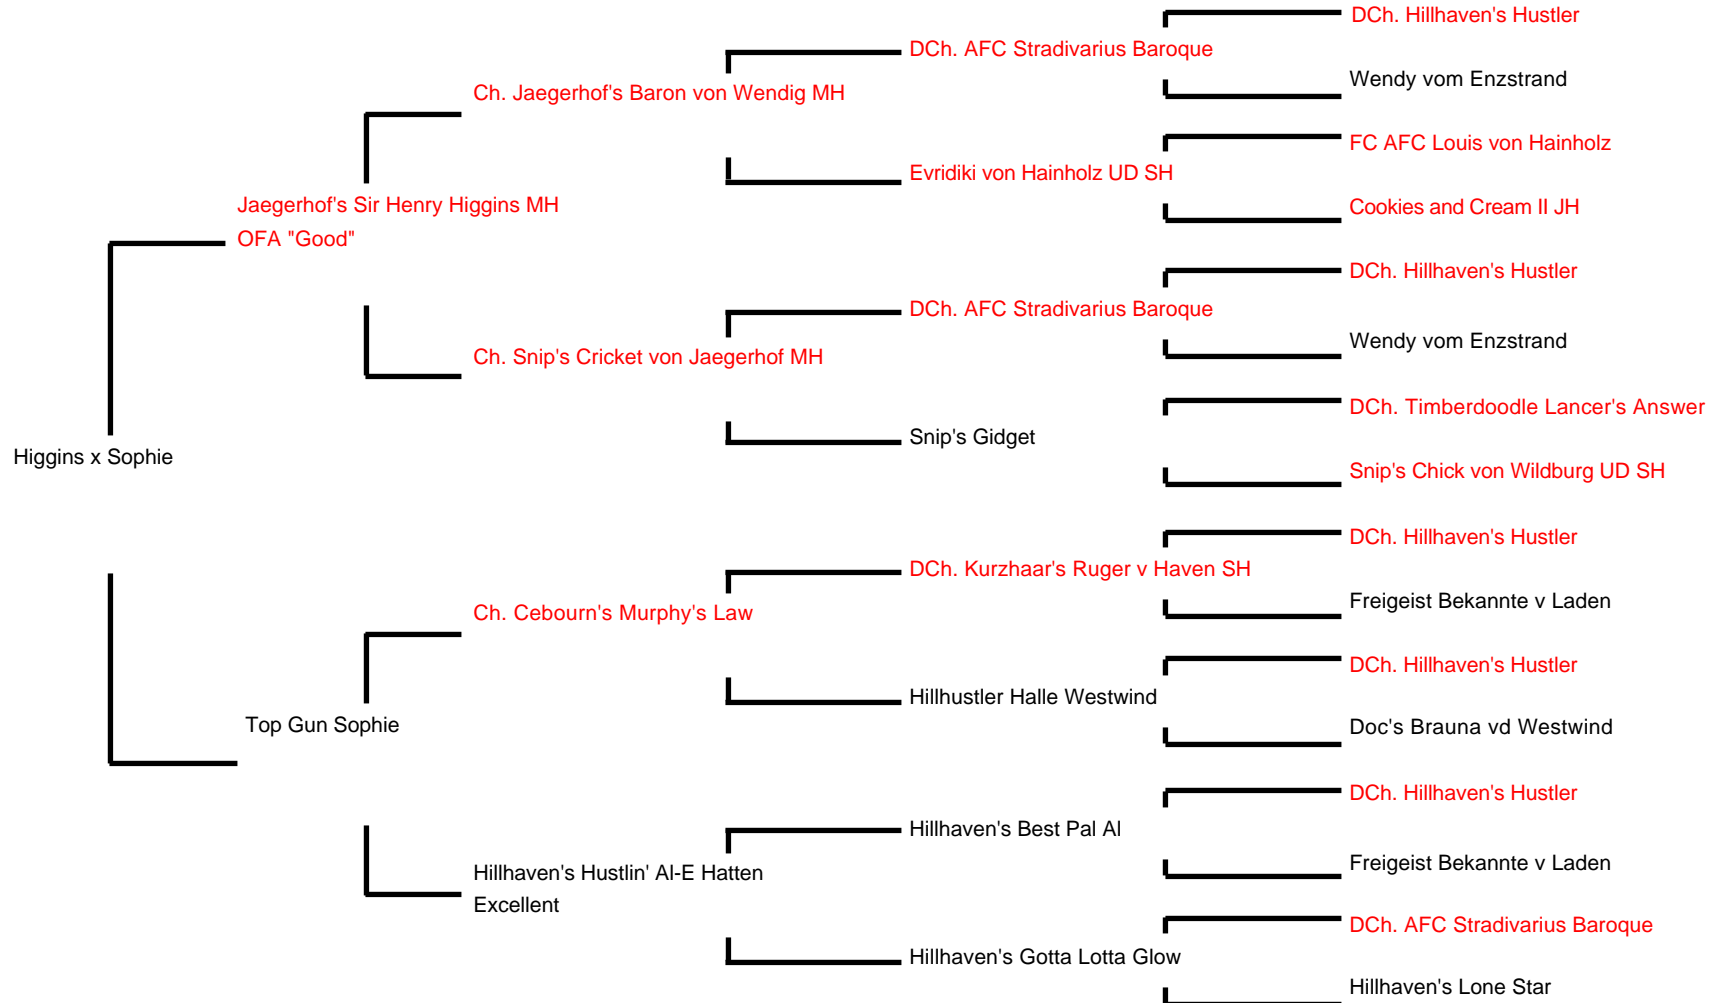 DCh. Hillhaven's Hustler
DCh. AFC Stradivarius Baroque
Wendy vom Enzstrand
Ch. Jaegerhof's Baron von Wendig MH
FC AFC Louis von Hainholz
Evridiki von Hainholz UD SH
Cookies and Cream II JH
Jaegerhof's Sir Henry Higgins MH
OFA "Good"
DCh. Hillhaven's Hustler
DCh. AFC Stradivarius Baroque
Wendy vom Enzstrand
Ch. Snip's Cricket von Jaegerhof MH
DCh. Timberdoodle Lancer's Answer
Snip's Gidget
Snip's Chick von Wildburg UD SH
Higgins x Sophie
DCh. Hillhaven's Hustler
DCh. Kurzhaar's Ruger v Haven SH
Freigeist Bekannte v Laden
Ch. Cebourn's Murphy's Law
DCh. Hillhaven's Hustler
Hillhustler Halle Westwind
Doc's Brauna vd Westwind
Top Gun Sophie
DCh. Hillhaven's Hustler
Hillhaven's Best Pal Al
Freigeist Bekannte v Laden
Hillhaven's Hustlin' Al-E Hatten
Excellent
DCh. AFC Stradivarius Baroque
Hillhaven's Gotta Lotta Glow
Hillhaven's Lone Star